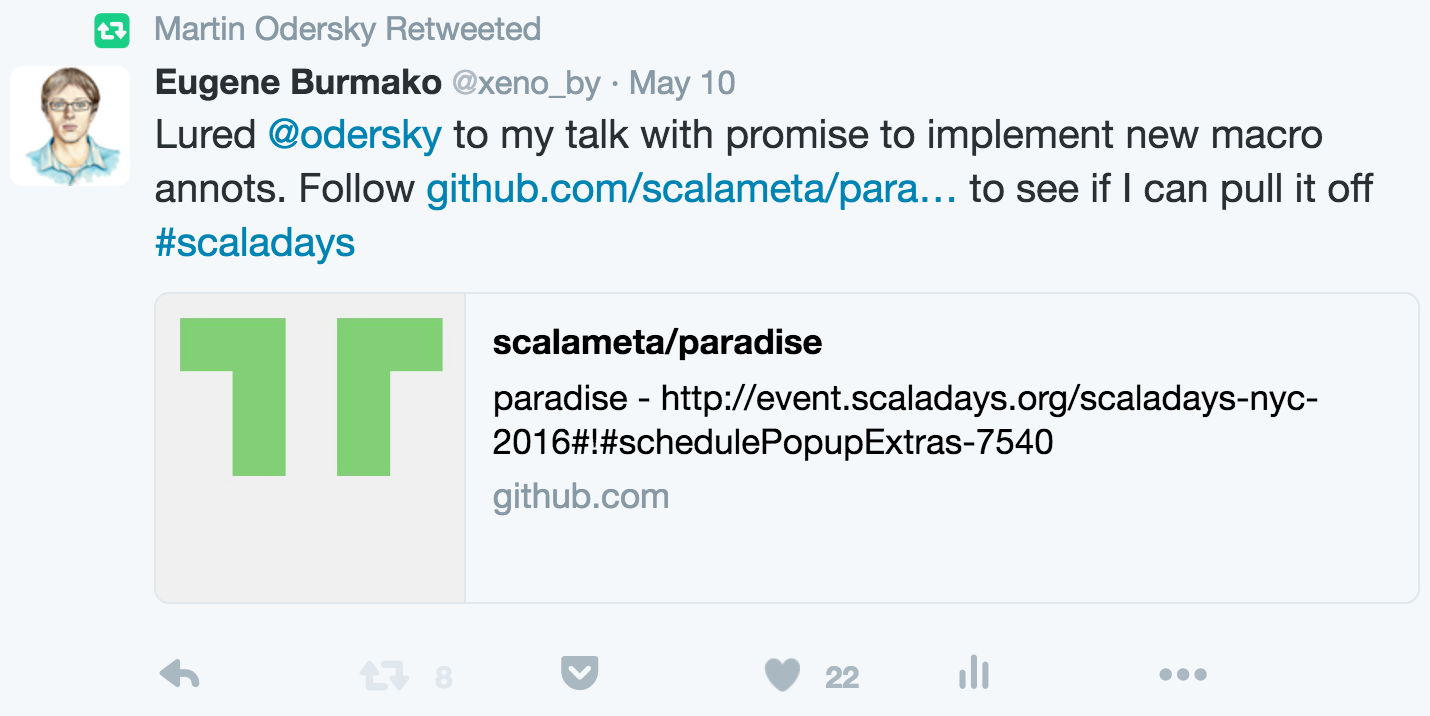 Martin Odersky Retweeted
Eugene Burmako @xeno_by · May 10
Lured @odersky to my talk with promise to implement new macro
annots. Follow github.com/scalameta/para… to see if I can pull it off
#scaladays
scalameta/paradise
paradise - http://event.scaladays.org/scaladays-nyc-
2016#!#schedulePopupExtras-7540
github.com
8 22